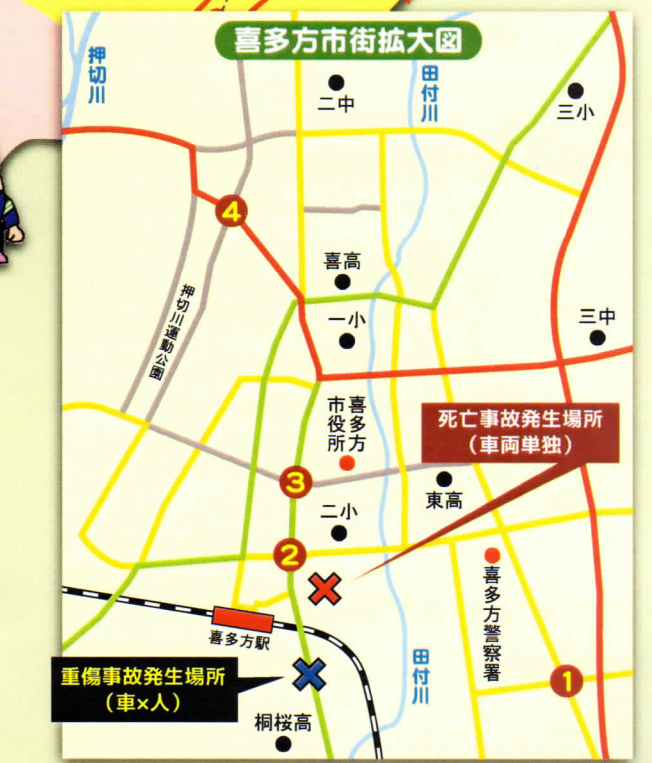 喜多方市街拡大図
押切川
田付川
二中
三小
4
喜高
押切川運動公園
一小
三中
喜多方
市役所
死亡事故発生場所
(車両単独)
3
東高
二小
2
喜多方警察署
喜多方駅
重傷事故発生場所
(車×人)
田付川
1
桐桜高